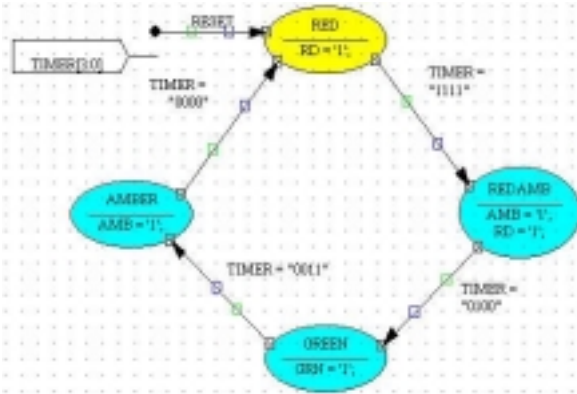 RESET
RED
RD = '1';
TIMER[3:0]
TIMER =
"0000"
TIMER =
"1111"
AMBER
AMB = '1';
REDAMB
AMB = '1',
RD = '1';
TIMER = "0011"
TIMER =
"0100"
GREEN
GRN = '1';